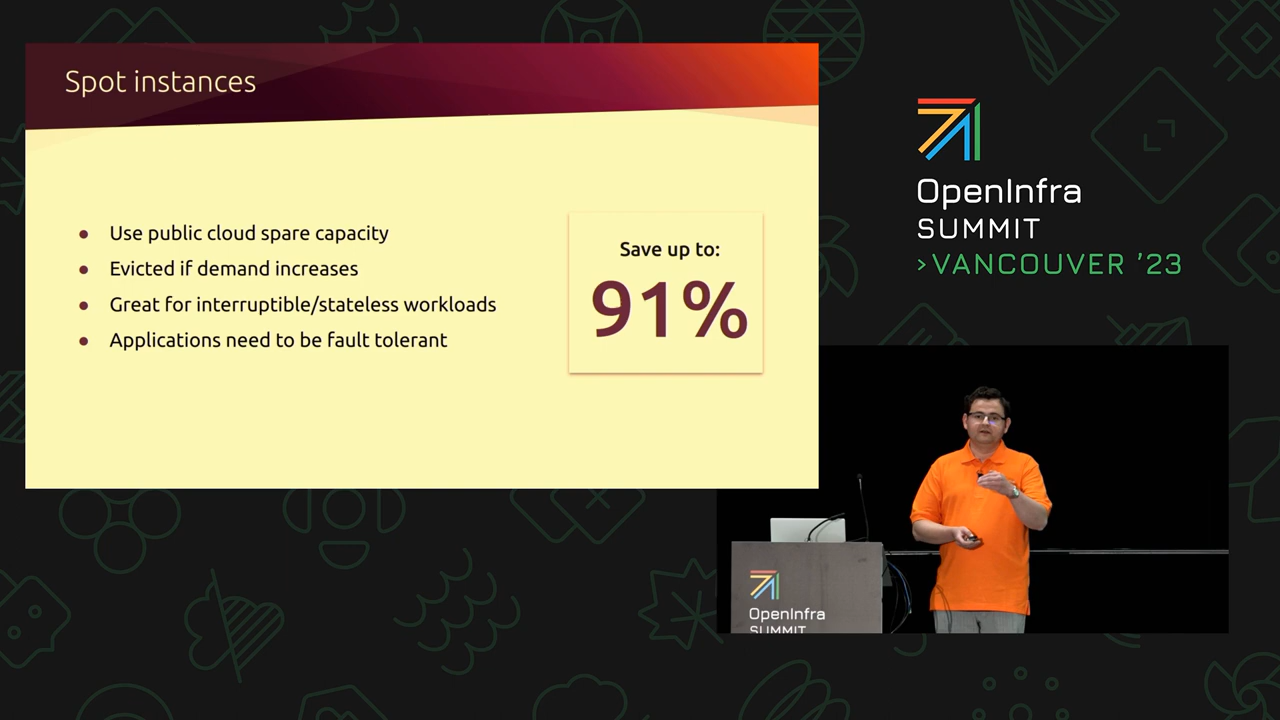 Spot instances
● Use public cloud spare capacity
● Evicted if demand increases
● Great for interruptible/stateless workloads
● Applications need to be fault tolerant
Save up to:
91%
OpenInfra
SUMMIT
>VANCOUVER ’23
OpenInfra
SUMMIT